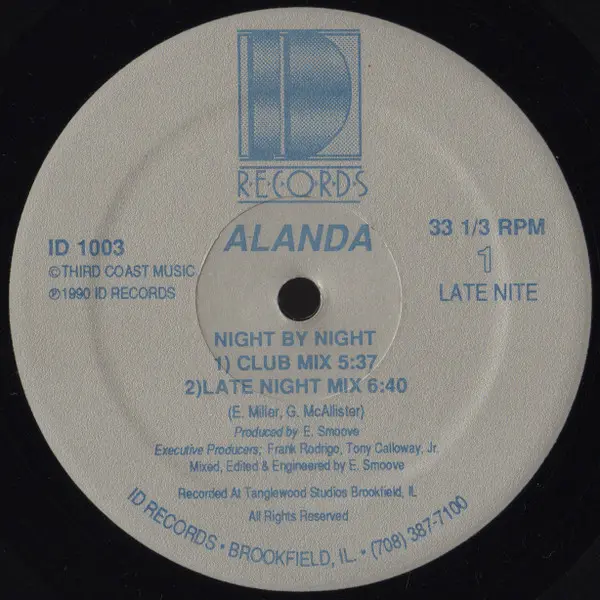 ID
R·E·C·O·R·D·S
ALANDA
ID 1003
©THIRD COAST MUSIC
℗1990 ID RECORDS
33 1/3 RPM
1
LATE NITE
NIGHT BY NIGHT
1) CLUB MIX 5:37
2)LATE NIGHT MIX 6:40
(E. Miller, G. McAllister)
Produced by E. Smoove
Executive Producers; Frank Rodrigo, Tony Calloway, Jr.
Mixed, Edited & Engineered by E. Smoove
Recorded At Tanglewood Studios Brookfield, IL
All Rights Reserved
ID RECORDS • BROOKFIELD, IL. • (708) 387-7100